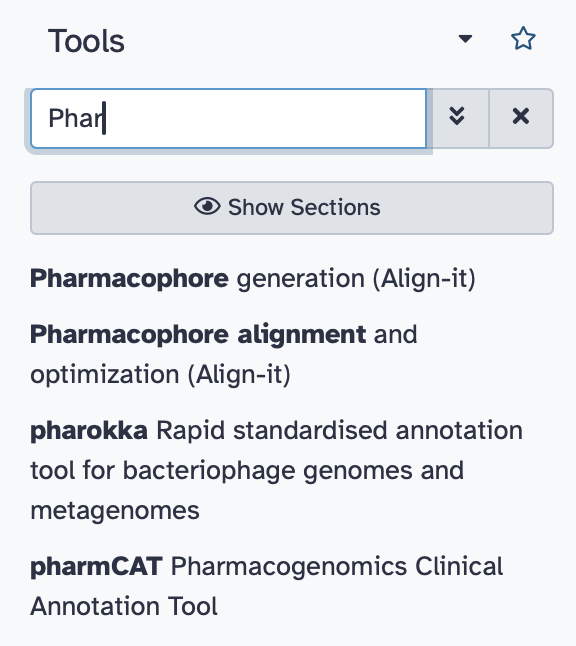 Tools
Phar
Show Sections
Pharmacophore generation (Align-it)
Pharmacophore alignment and
optimization (Align-it)
pharokka Rapid standardised annotation
tool for bacteriophage genomes and
metagenomes
pharmCAT Pharmacogenomics Clinical
Annotation Tool